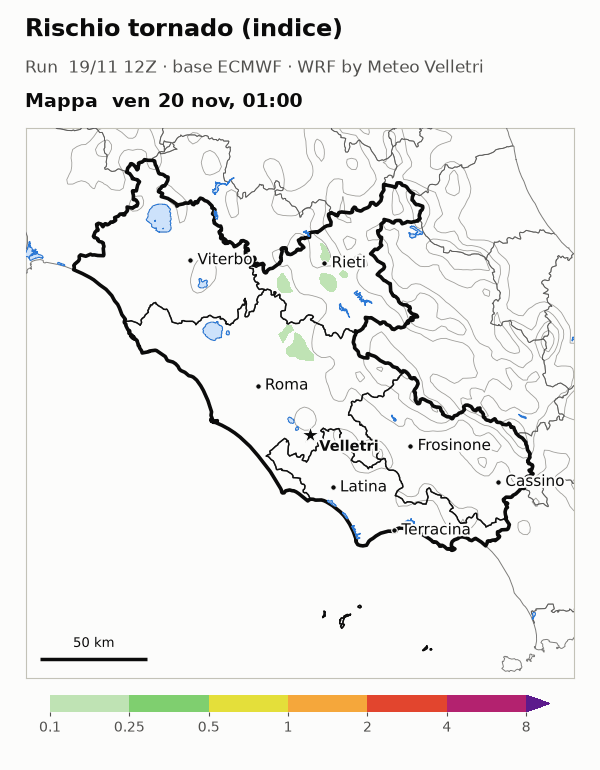 Rischio tornado (indice)
Run  19/11 12Z · base ECMWF · WRF by Meteo Velletri
Mappa  ven 20 nov, 01:00
Viterbo
Rieti
Roma
Velletri
Frosinone
Latina
Cassino
Terracina
50 km
0.1 0.25 0.5 1 2 4 8